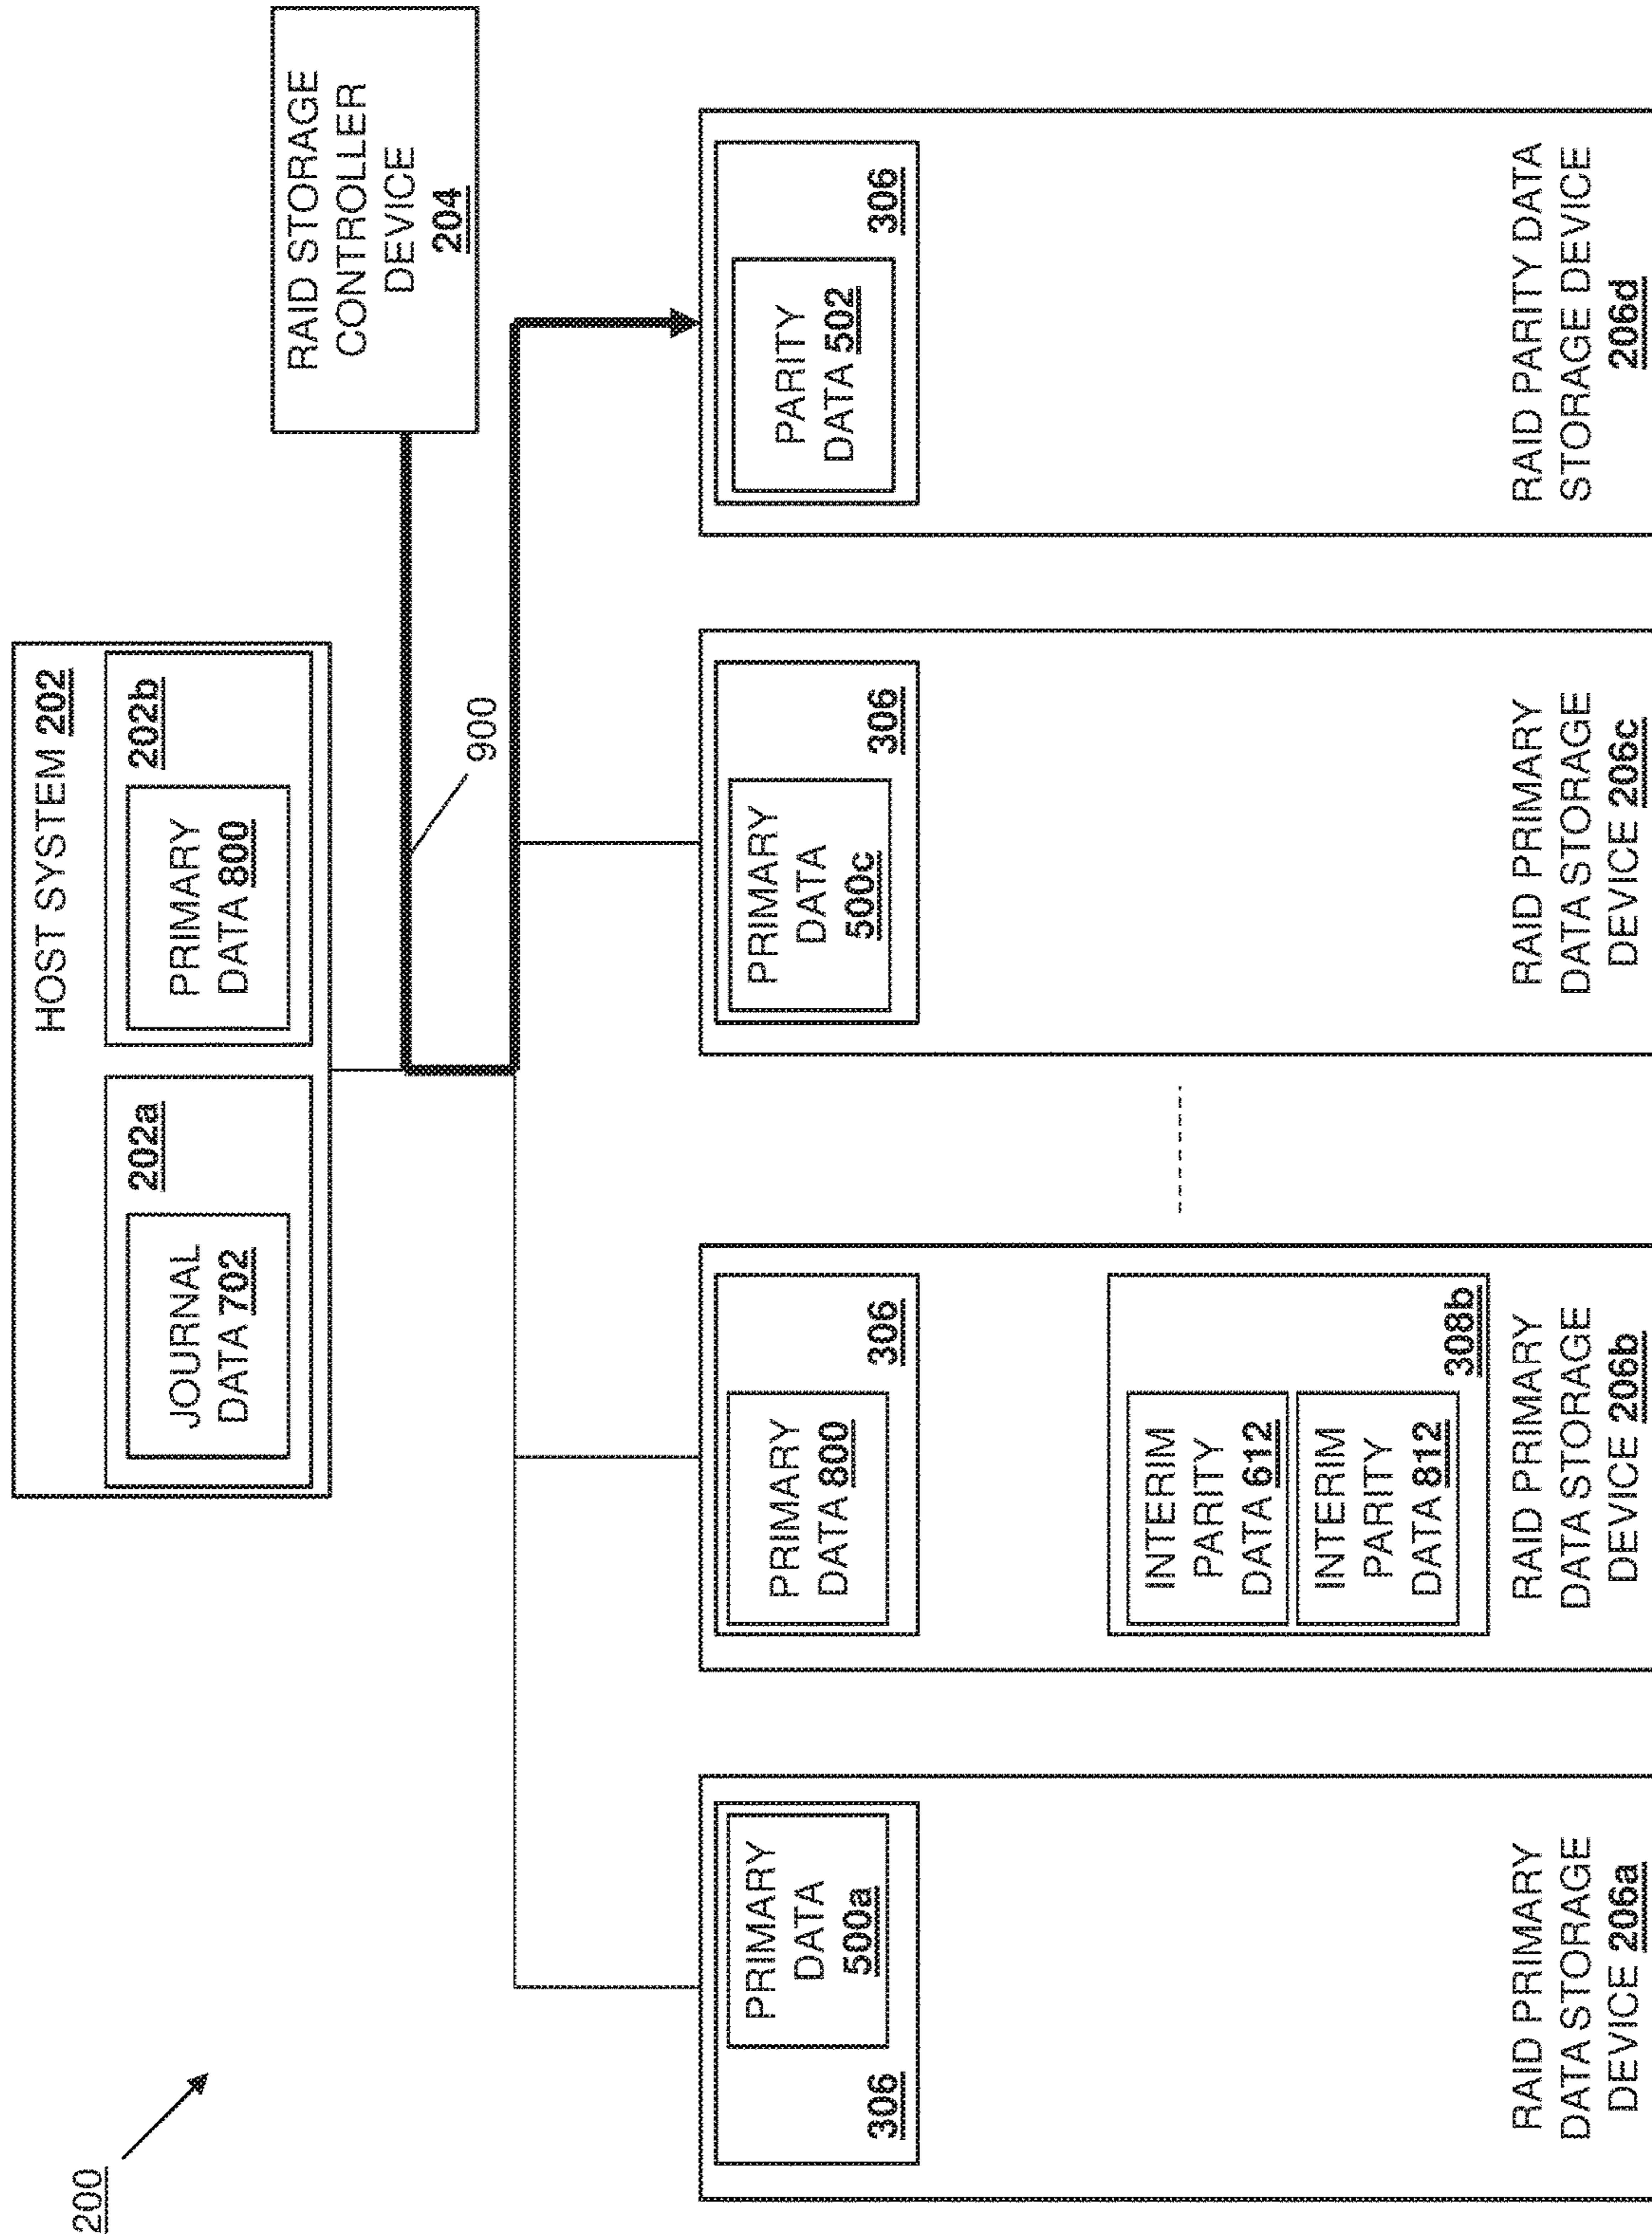 200
HOST SYSTEM 202
JOURNAL
DATA 702
202a
PRIMARY
DATA 800
202b
RAID STORAGE
CONTROLLER
DEVICE
204
900
306
PRIMARY
DATA
500a
RAID PRIMARY
DATA STORAGE
DEVICE 206a
PRIMARY
DATA 800
306
INTERIM
PARITY
DATA 612
INTERIM
PARITY
DATA 812
308b
RAID PRIMARY
DATA STORAGE
DEVICE 206b
PRIMARY
DATA
500c
306
RAID PRIMARY
DATA STORAGE
DEVICE 206c
PARITY
DATA 502
306
RAID PARITY DATA
STORAGE DEVICE
206d